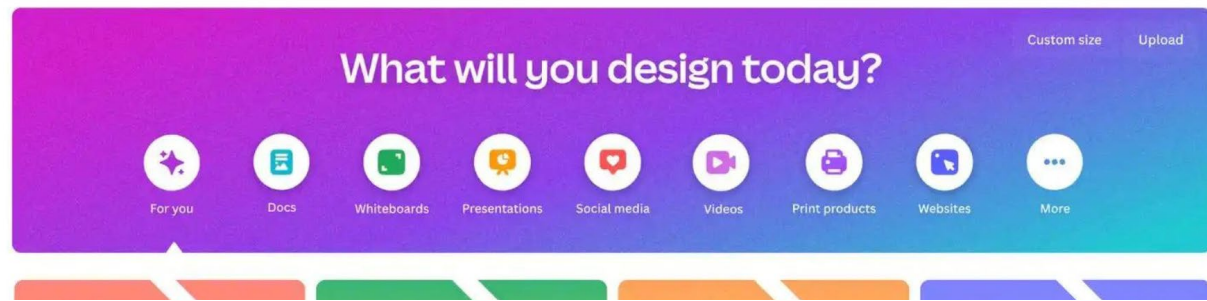 Custom size
Upload
What will you design today?
For you
Docs
Whiteboards
Presentations
Social media
Videos
Print products
Websites
More